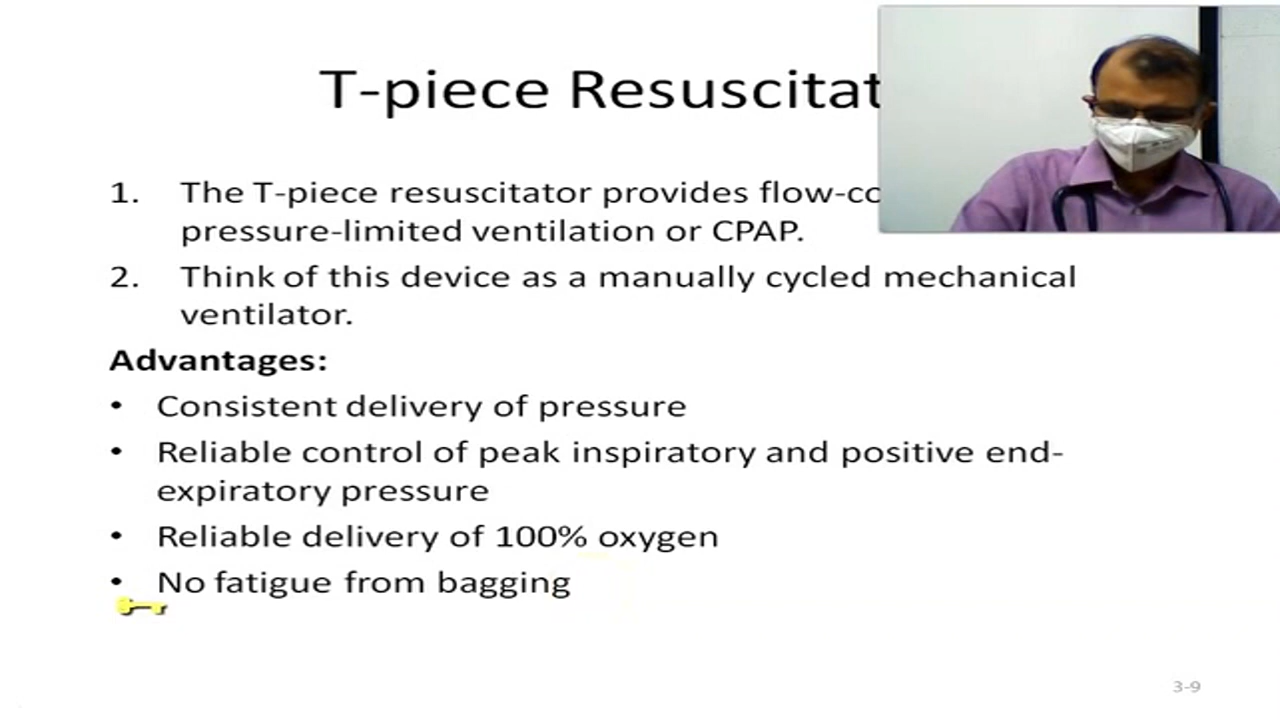 T-piece Resuscitat
1. The T-piece resuscitator provides flow-co
pressure-limited ventilation or CPAP.
2. Think of this device as a manually cycled mechanical
ventilator.
Advantages:
• Consistent delivery of pressure
• Reliable control of peak inspiratory and positive end-
expiratory pressure
• Reliable delivery of 100% oxygen
• No fatigue from bagging
3-9